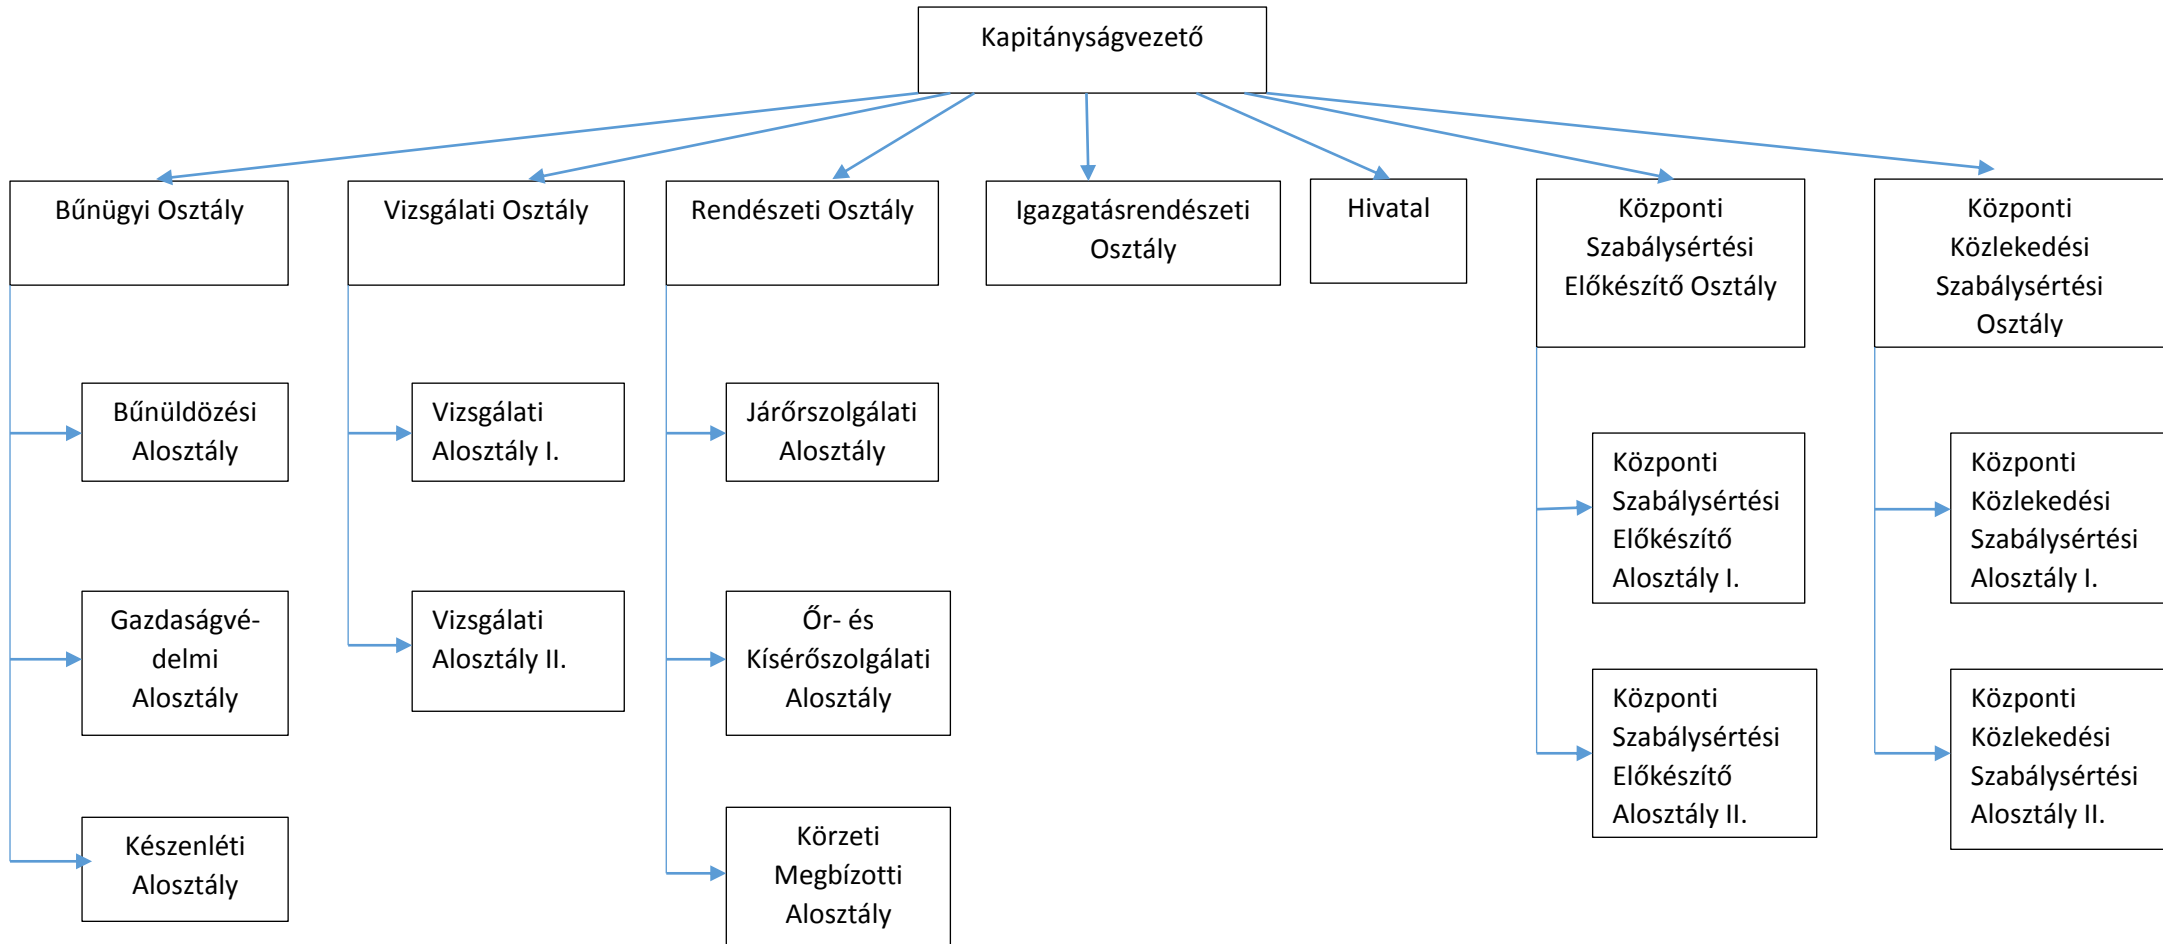 Kapitányságvezető
Bűnügyi Osztály
Vizsgálati Osztály
Rendészeti Osztály
Igazgatásrendészeti
Osztály
Hivatal
Központi
Szabálysértési
Előkészítő Osztály
Központi
Közlekedési
Szabálysértési
Osztály
Bűnüldözési
Alosztály
Gazdaságvé-
delmi
Alosztály
Készenléti
Alosztály
Vizsgálati
Alosztály I.
Vizsgálati
Alosztály II.
Járőrszolgálati
Alosztály
Őr- és
Kísérőszolgálati
Alosztály
Körzeti
Megbízotti
Alosztály
Központi
Szabálysértési
Előkészítő
Alosztály I.
Központi
Szabálysértési
Előkészítő
Alosztály II.
Központi
Közlekedési
Szabálysértési
Alosztály I.
Központi
Közlekedési
Szabálysértési
Alosztály II.